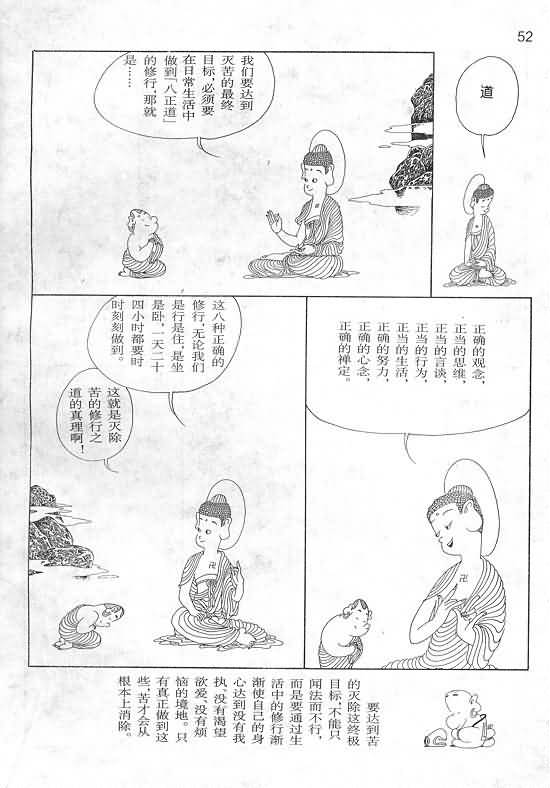 52
道
我们要达到
灭苦的最终
目标，必须要
在日常生活中
做到「八正道」
的修行，那就
是……
正确的观念，
正当的思维，
正当的言谈，
正当的行为，
正当的生活，
正确的努力，
正确的心念，
正确的禅定。
这八种正确的
修行，无论我们
是行是住，是坐
是卧，一天二十
四小时都要时
时刻刻做到。
这就是灭除
苦的修行之
道的真理啊！
要达到苦
的灭除这终极
目标，不能只
闻法而不行，
而是要通过生
活中的修行渐
渐使自己的身
心达到没有我
执、没有渴望
欲爱、没有烦
恼的境地。只
有真正做到这
些，苦才会从
根本上消除。